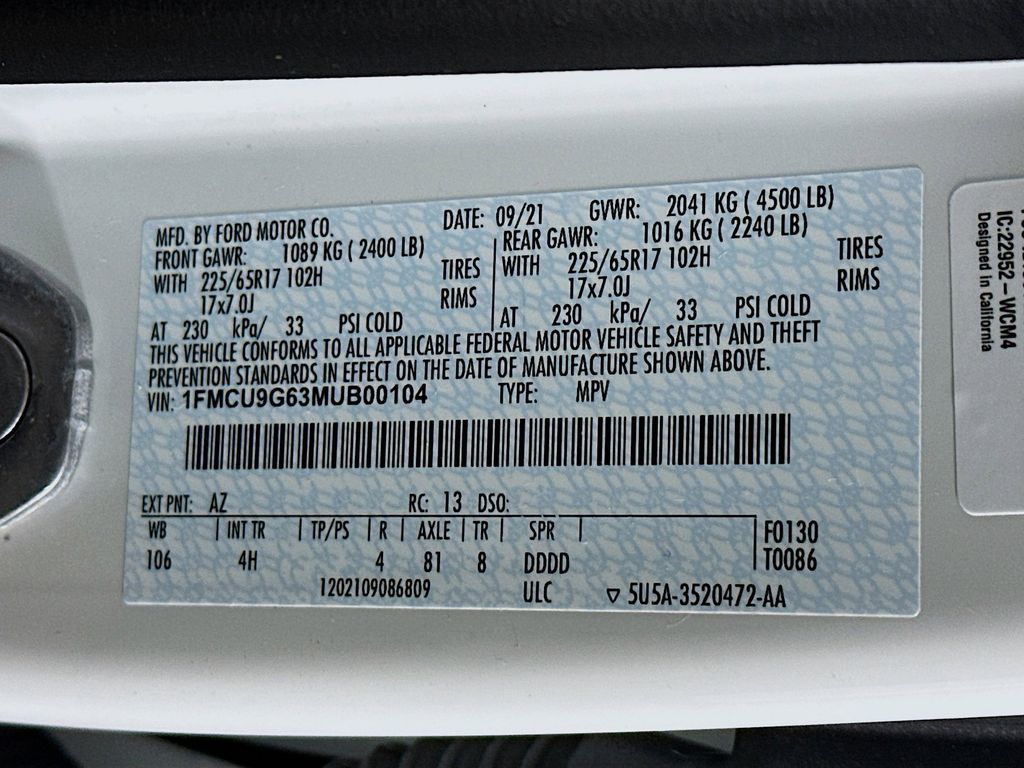 MFD. BY FORD MOTOR CO. DATE: 09/21 GVWR: 2041 KG ( 4500 LB)
FRONT GAWR: 1089 KG ( 2400 LB) REAR GAWR: 1016 KG ( 2240 LB)
WITH 225/65R17 102H TIRES WITH 225/65R17 102H TIRES
17x7.0J RIMS 17x7.0J RIMS
AT 230 kPa/ 33 PSI COLD AT 230 kPa/ 33 PSI COLD
THIS VEHICLE CONFORMS TO ALL APPLICABLE FEDERAL MOTOR VEHICLE SAFETY AND THEFT
PREVENTION STANDARDS IN EFFECT ON THE DATE OF MANUFACTURE SHOWN ABOVE.
VIN: 1FMCU9G63MUB00104 TYPE: MPV
EXT PNT: AZ RC: 13 DSO:
WB | INT TR | TP/PS | R | AXLE | TR | SPR | F0130
106 4H 4 81 8 DDDD T0086
1202109086809 ULC ▽ 5U5A-3520472-AA
IC:22952 – WCM4
Designed in California